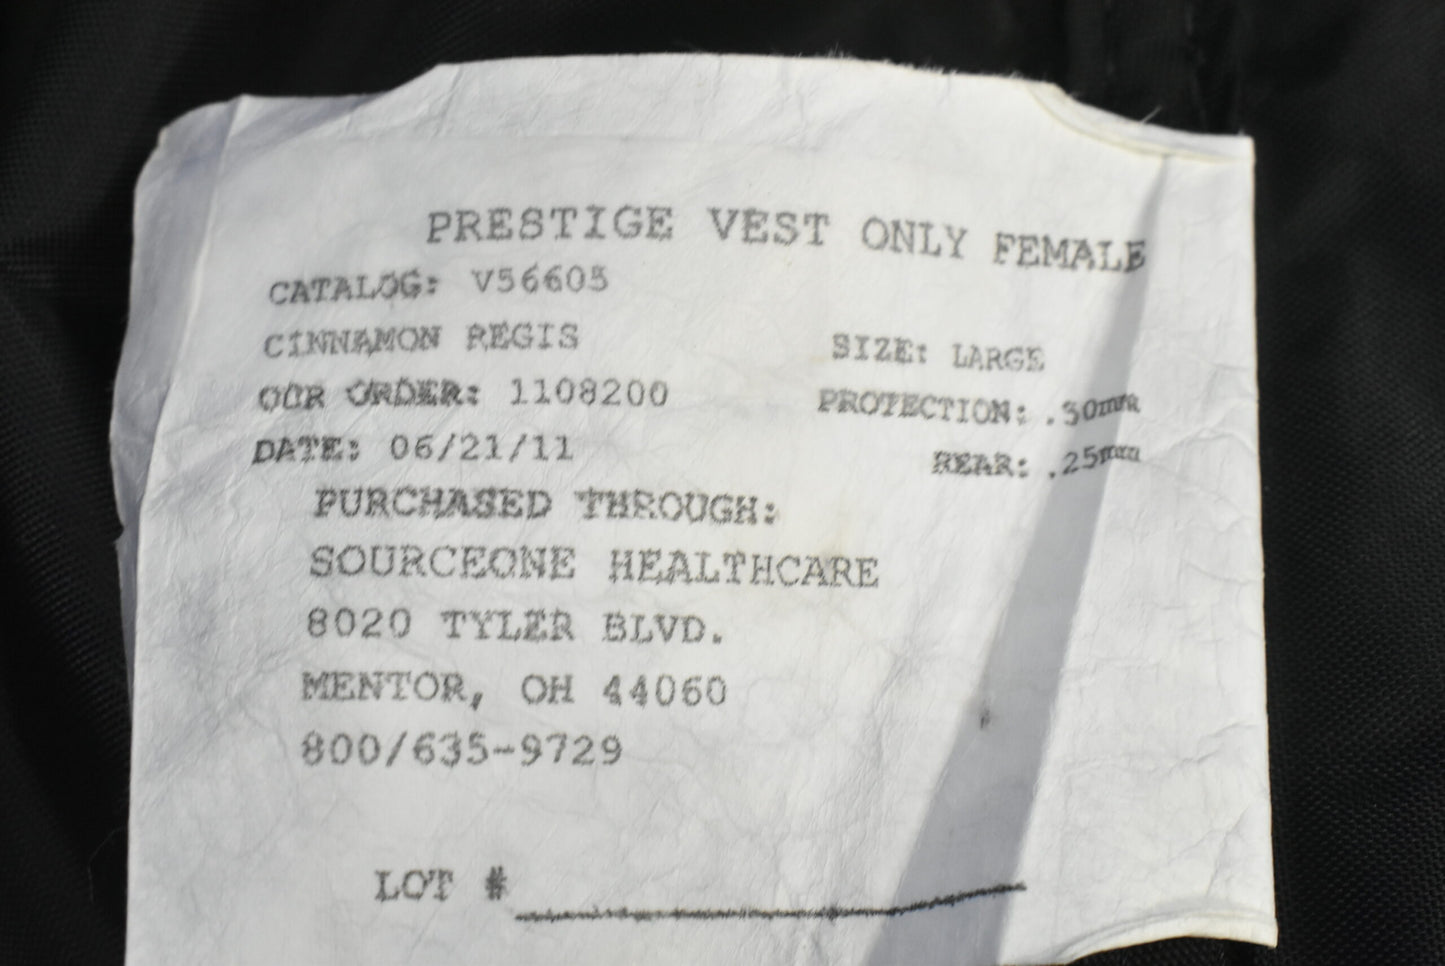 PRESTIGE VEST ONLY FEMALE
CATALOG: V56605
CINNAMON REGIS
SIZE: LARGE
OUR ORDER: 1108200
PROTECTION: .50mm
DATE: 06/21/11
REAR: .25mm
PURCHASED THROUGH:
SOURCEONE HEALTHCARE
8020 TYLER BLVD.
MENTOR, OH 44060
800/635-9729
LOT #